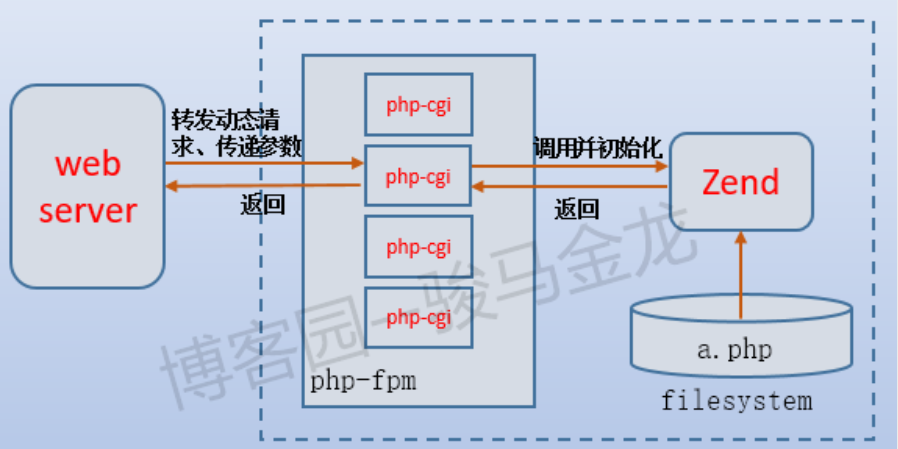 web
server
转发动态请
求、传递参数
返回
php-cgi
php-cgi
php-cgi
php-cgi
php-fpm
调用并初始化
返回
Zend
a.php
filesystem
博客园-骏马金龙